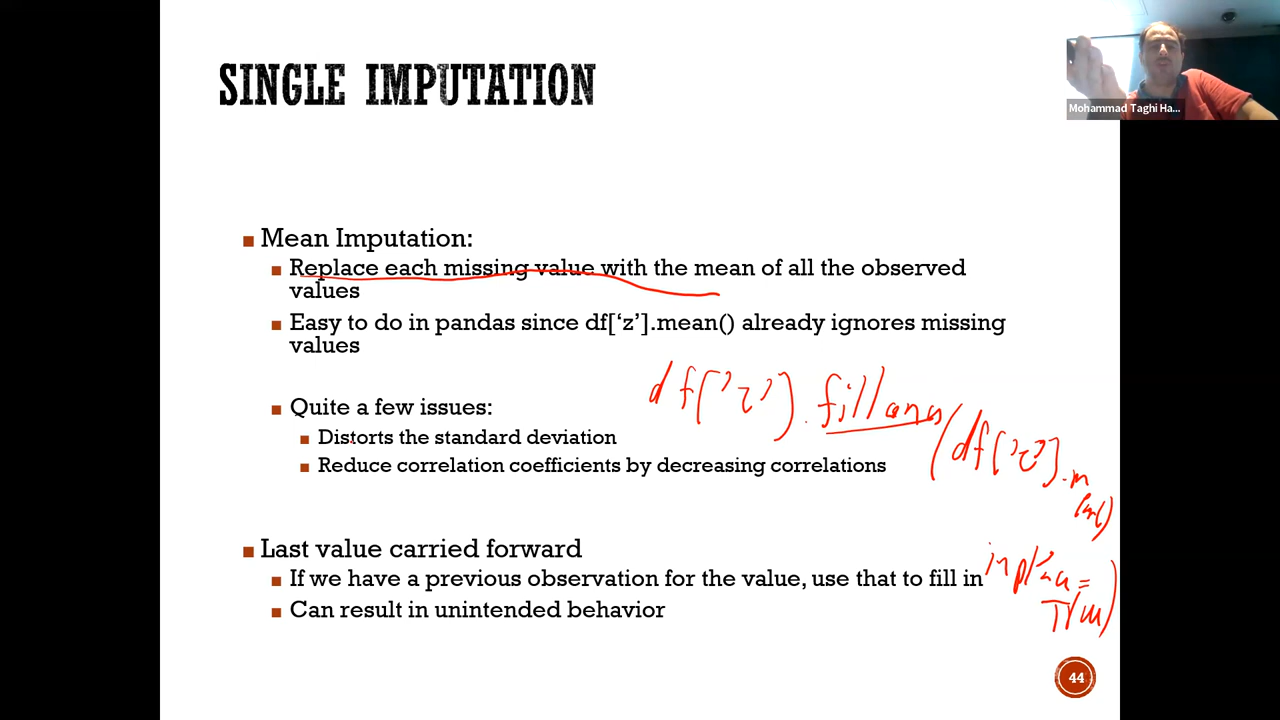 SINGLE IMPUTATION
Mohammad Taghi Ha...
Mean Imputation:
Replace each missing value with the mean of all the observed
values
Easy to do in pandas since df[‘z’].mean() already ignores missing
values
df['z'].fillana(df['z'].mean()
inplace=
True)
Quite a few issues:
Distorts the standard deviation
Reduce correlation coefficients by decreasing correlations
Last value carried forward
If we have a previous observation for the value, use that to fill in
Can result in unintended behavior
44